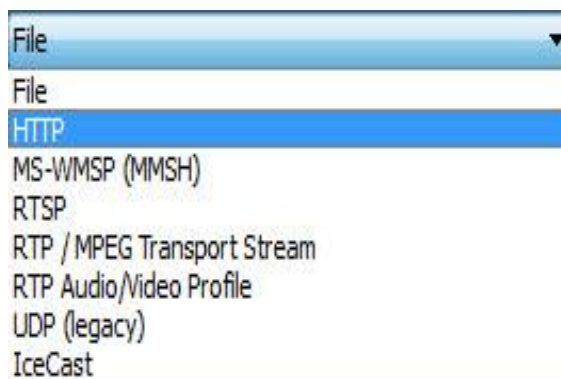 File
File
HTTP
MS-WMSP (MMSH)
RTSP
RTP / MPEG Transport Stream
RTP Audio/Video Profile
UDP (legacy)
IceCast